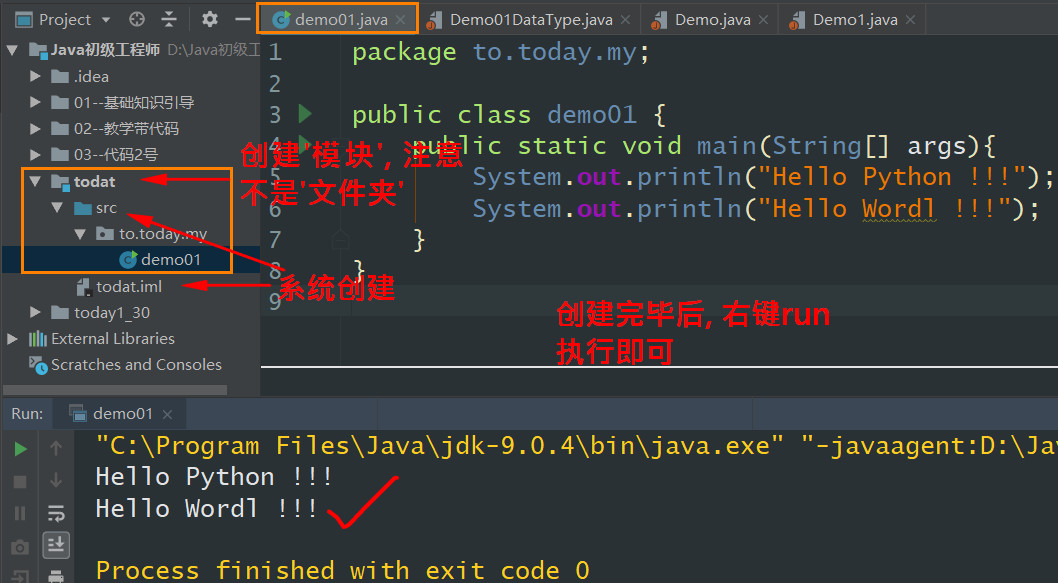 Project
demo01.java
Demo01DataType.java
Demo.java
Demo1.java
Java初级工程师 D:\Java初级工
.idea
01--基础知识引导
02--教学带代码
03--代码2号
todat
src
to.today.my
demo01
todat.iml
today1_30
External Libraries
Scratches and Consoles
1 package to.today.my;
2
3 public class demo01 {
4 public static void main(String[] args){
5 System.out.println("Hello Python !!!");
6 System.out.println("Hello Wordl !!!");
7 }
8 }
9
创建'模块', 注意
不是'文件夹'
系统创建
创建完毕后, 右键run
执行即可
Run: demo01
"C:\Program Files\Java\jdk-9.0.4\bin\java.exe" "-javaagent:D:\Jav
Hello Python !!!
Hello Wordl !!!
Process finished with exit code 0